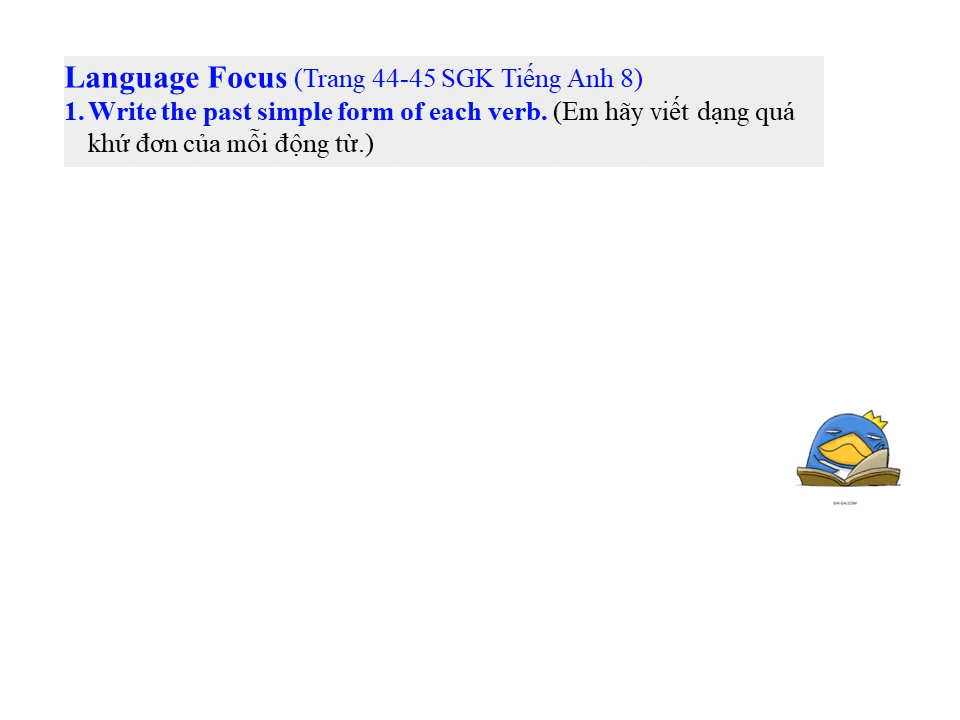 Language Focus (Trang 44-45 SGK Tiếng Anh 8)
1. Write the past simple form of each verb. (Em hãy viết dạng quá
khứ đơn của mỗi động từ.)